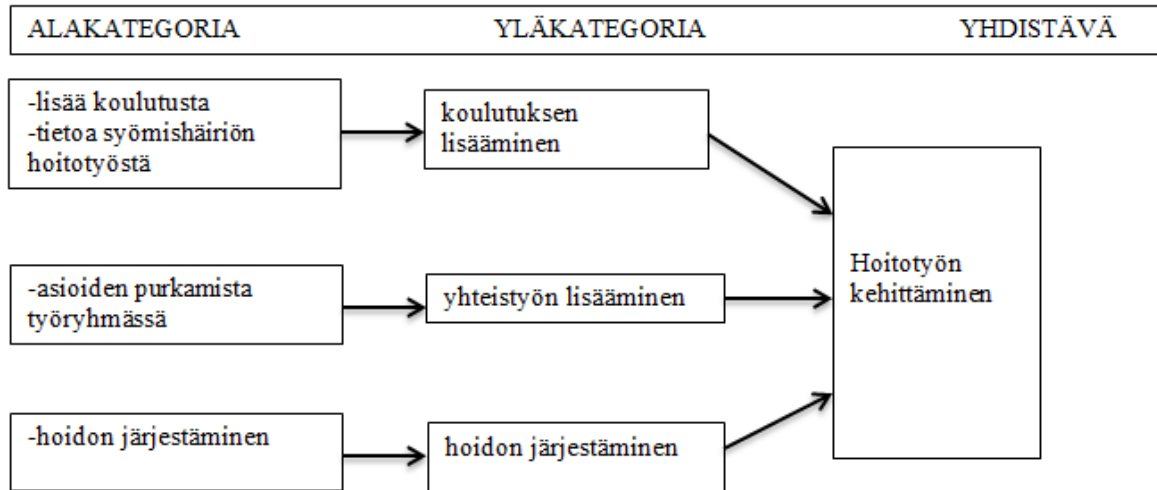 ALAKATEGORIA YLÄKATEGORIA YHDISTÄVÄ
-lisää koulutusta
-tietoa syömishäiriön
hoitotyöstä
koulutuksen
lisääminen
-asioiden purkamista
työryhmässä
yhteistyön lisääminen
Hoitotyön
kehittäminen
-hoidon järjestäminen
hoidon järjestäminen